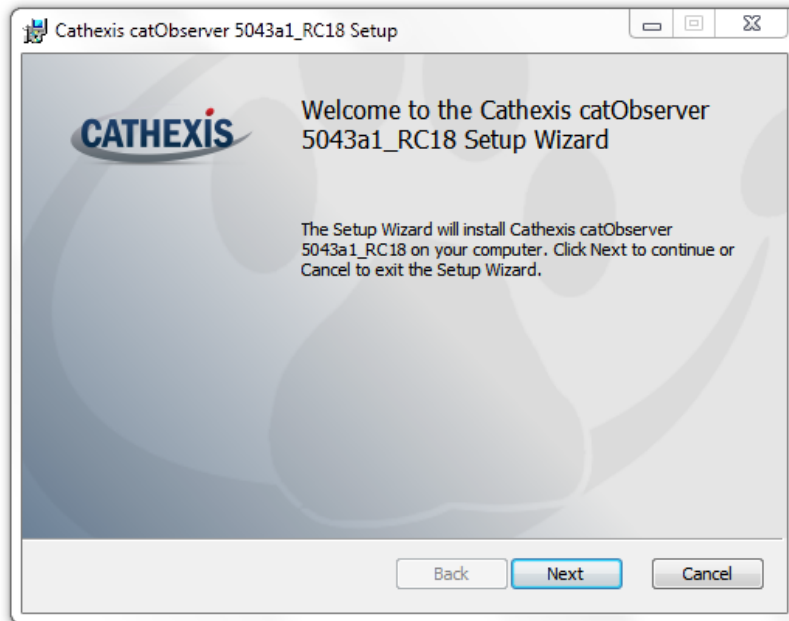 Cathexis catObserver 5043a1_RC18 Setup
CATHEXIS
Welcome to the Cathexis catObserver
5043a1_RC18 Setup Wizard
The Setup Wizard will install Cathexis catObserver
5043a1_RC18 on your computer. Click Next to continue or
Cancel to exit the Setup Wizard.
Back Next Cancel